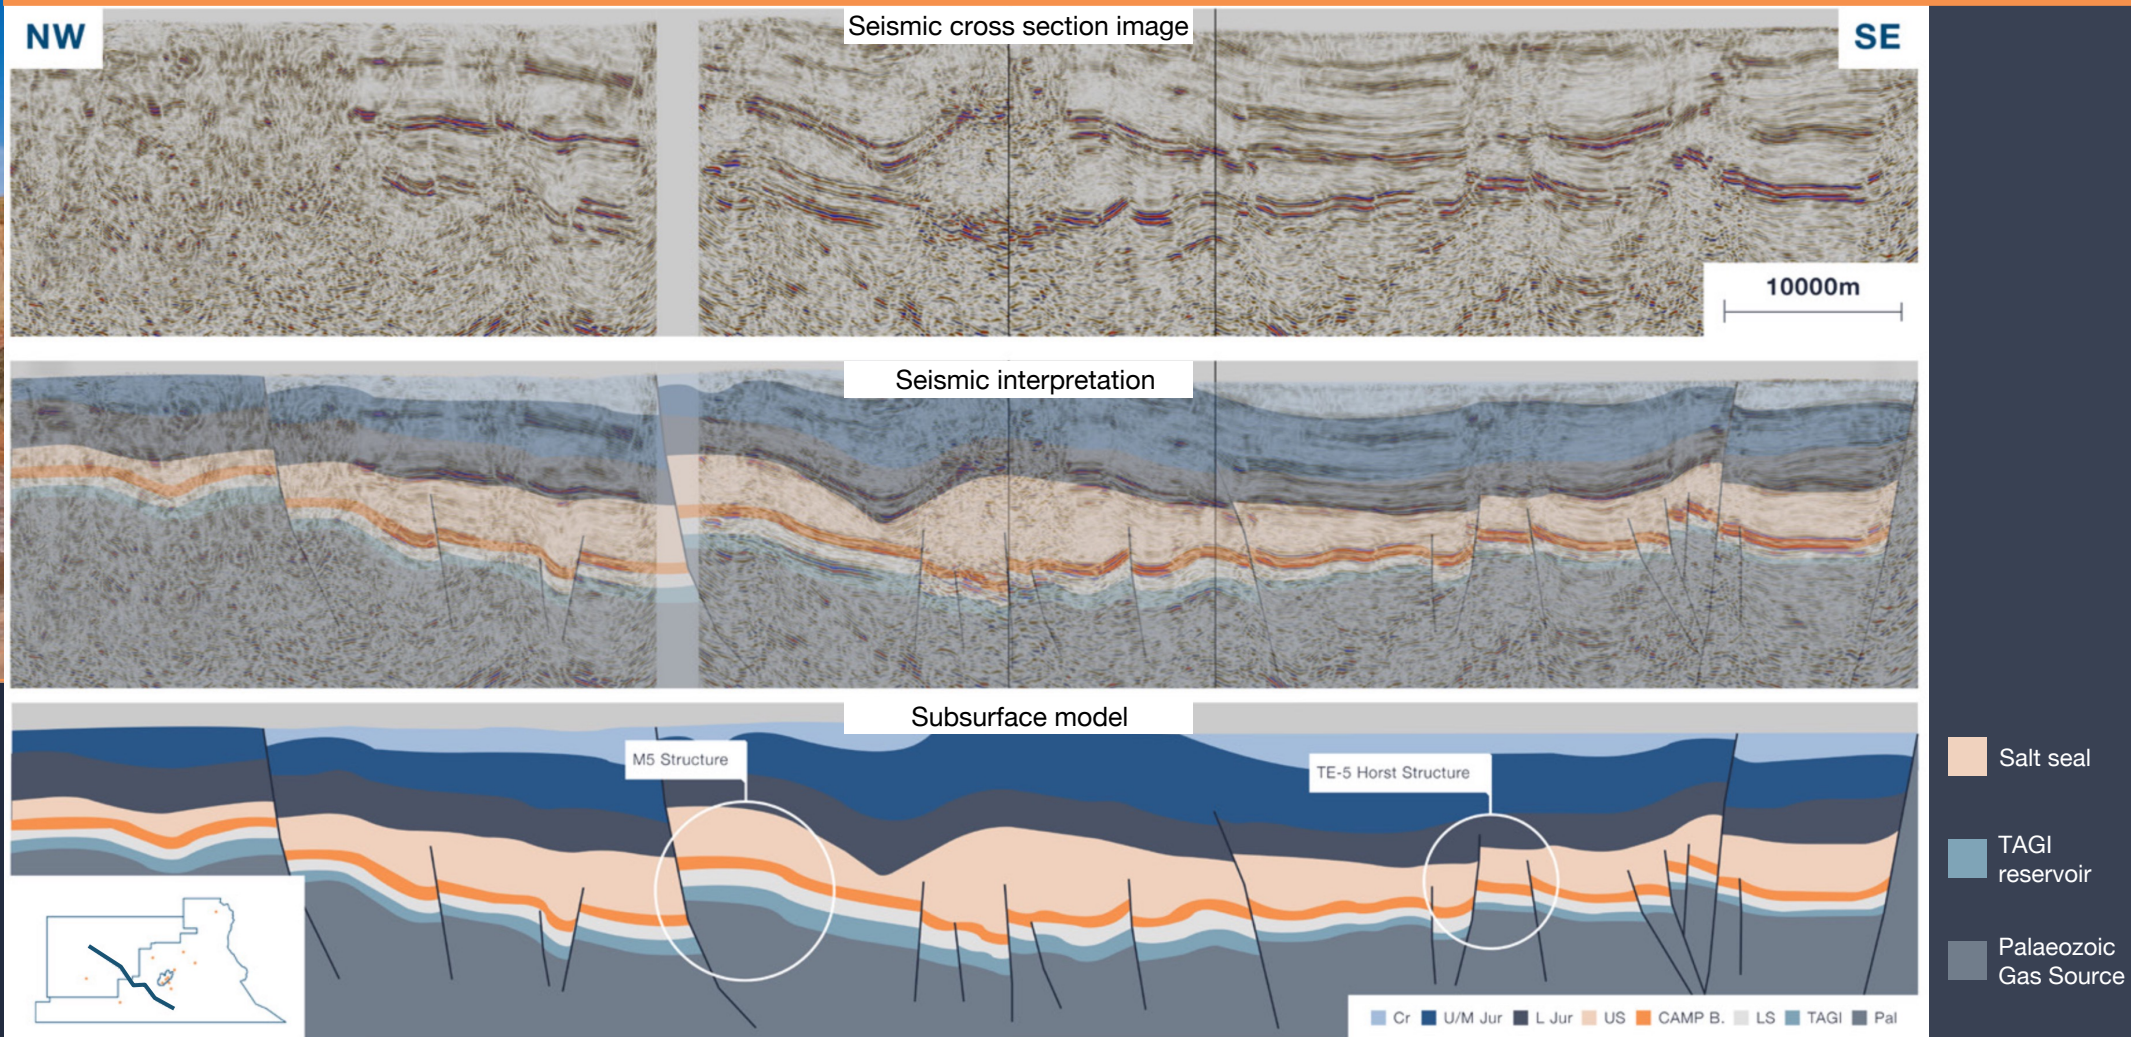 NW
Seismic cross section image
SE
10000m
Seismic interpretation
Subsurface model
M5 Structure
TE-5 Horst Structure
Salt seal
TAGI
reservoir
Palaeozoic
Gas Source
Cr U/M Jur L Jur US CAMP B. LS TAGI Pal